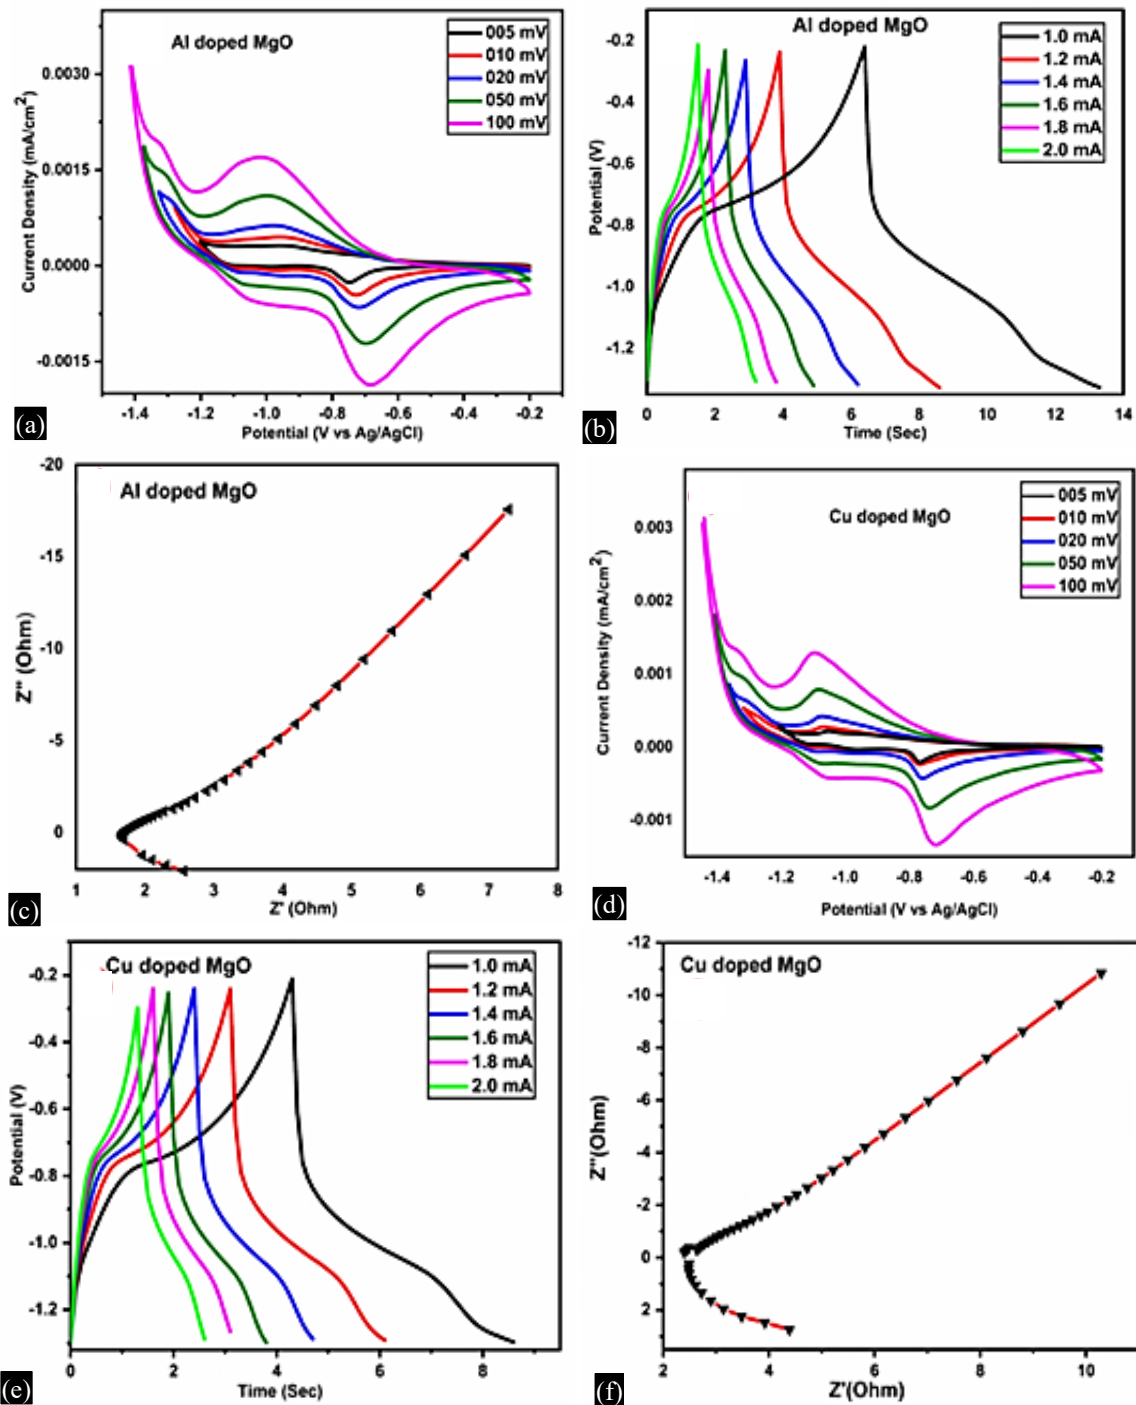 Al doped MgO
005 mV
010 mV
020 mV
050 mV
100 mV
0.0030
0.0015
0.0000
-0.0015
Current Density (mA/cm²)
-1.4 -1.2 -1.0 -0.8 -0.6 -0.4 -0.2
Potential (V vs Ag/AgCl)
(a)
Al doped MgO
1.0 mA
1.2 mA
1.4 mA
1.6 mA
1.8 mA
2.0 mA
-0.2
-0.4
-0.6
-0.8
-1.0
-1.2
Potential (V)
0 2 4 6 8 10 12 14
Time (Sec)
(b)
Al doped MgO
-20
-15
-10
-5
0
Z'' (Ohm)
1 2 3 4 5 6 7 8
Z' (Ohm)
(c)
Cu doped MgO
005 mV
010 mV
020 mV
050 mV
100 mV
0.003
0.002
0.001
0.000
-0.001
Current Density (mA/cm²)
-1.4 -1.2 -1.0 -0.8 -0.6 -0.4 -0.2
Potential (V vs Ag/AgCl)
(d)
Cu doped MgO
1.0 mA
1.2 mA
1.4 mA
1.6 mA
1.8 mA
2.0 mA
-0.2
-0.4
-0.6
-0.8
-1.0
-1.2
Potential (V)
0 2 4 6 8
Time (Sec)
(e)
Cu doped MgO
-12
-10
-8
-6
-4
-2
0
2
Z''(Ohm)
2 4 6 8 10
Z'(Ohm)
(f)